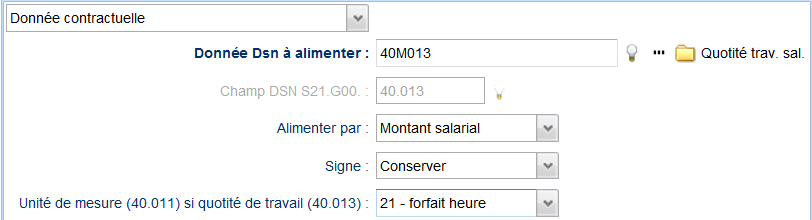 Donnée contractuelle
Donnée Dsn à alimenter : 40M013 Quotité trav. sal.
Champ DSN S21.G00. : 40.013
Alimenter par : Montant salarial
Signe : Conserver
Unité de mesure (40.011) si quotité de travail (40.013) : 21 - forfait heure